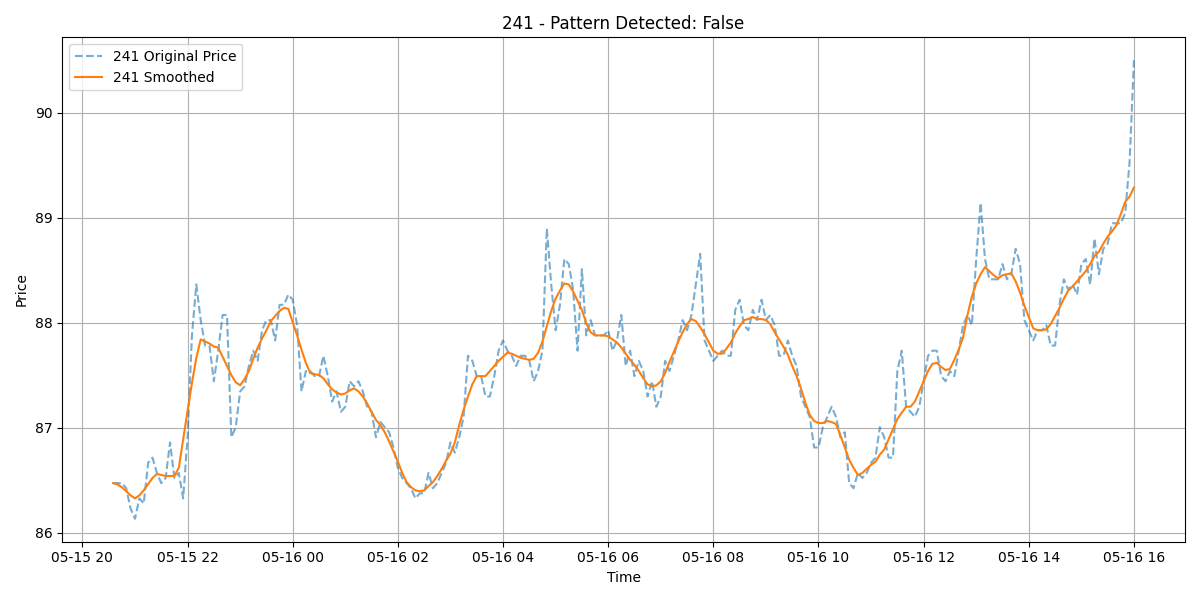 241 - Pattern Detected: False
241 Original Price
241 Smoothed
Price
90
89
88
87
86
05-15 20 05-15 22 05-16 00 05-16 02 05-16 04 05-16 06 05-16 08 05-16 10 05-16 12 05-16 14 05-16 16
Time